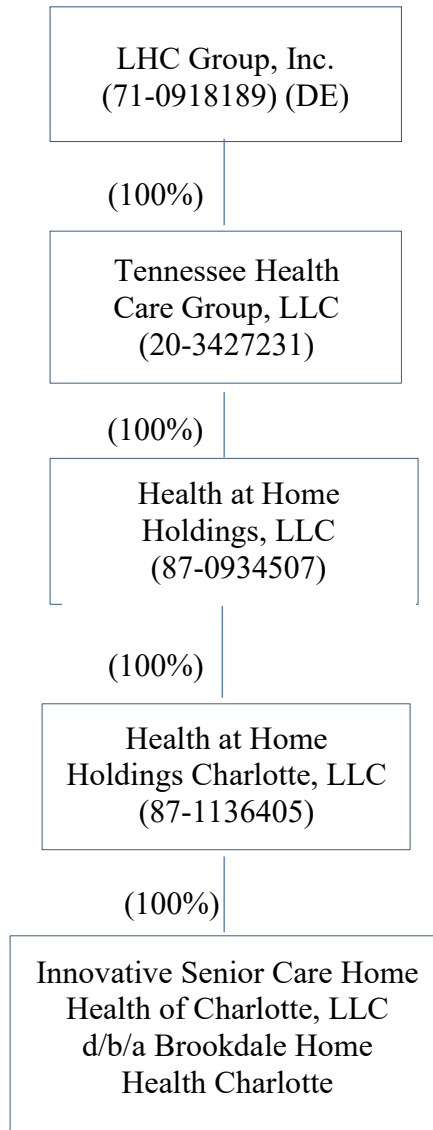 LHC Group, Inc.
(71-0918189) (DE)
(100%)
Tennessee Health
Care Group, LLC
(20-3427231)
(100%)
Health at Home
Holdings, LLC
(87-0934507)
(100%)
Health at Home
Holdings Charlotte, LLC
(87-1136405)
(100%)
Innovative Senior Care Home
Health of Charlotte, LLC
d/b/a Brookdale Home
Health Charlotte